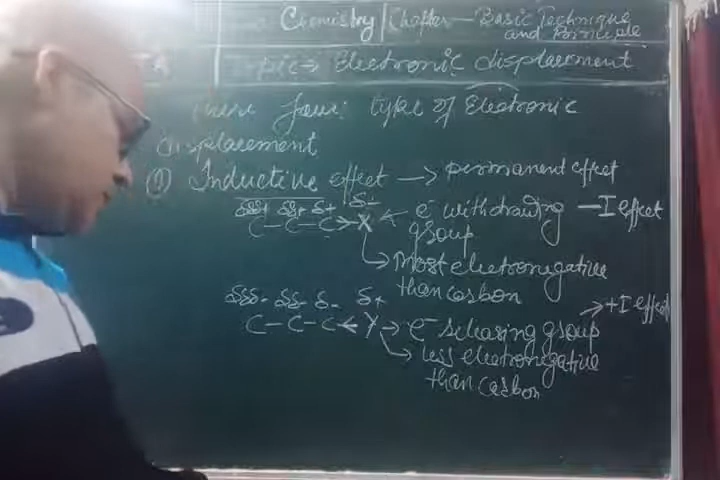 Chemistry/Chapter - Basic Technique
and Principle
Topic → Electronic displacement
There four type of Electronic
displacement
(1) Inductive effect → permanent effect
δδδ+ δδ+ δ+ δ-
C-C-C→X ← e⁻ withdrawing -I effect
group
→ Most electronegative
than carbon
δδδ- δδ- δ- δ+
C-C-C←Y → e⁻ releasing group → +I effect
→ less electronegative
than carbon